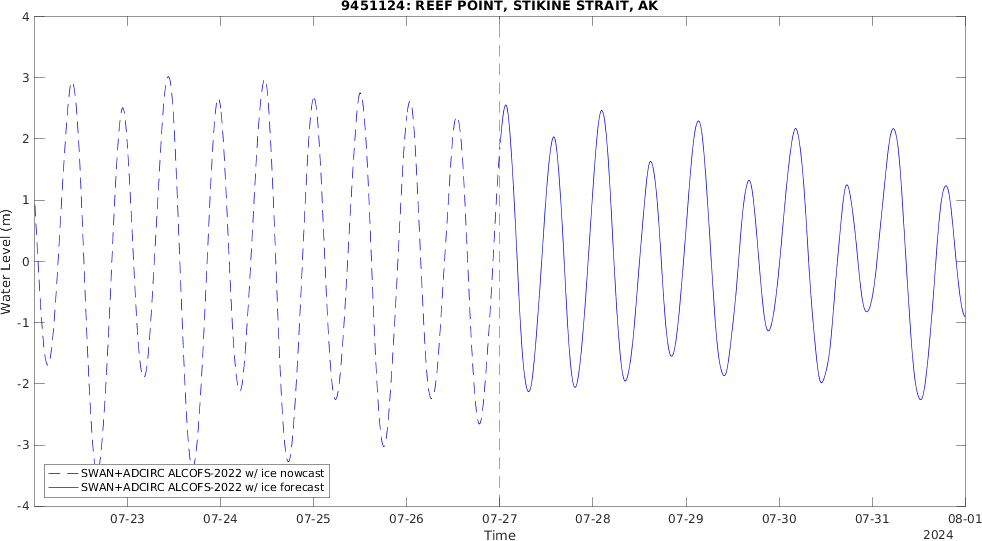 9451124: REEF POINT, STIKINE STRAIT, AK
4
3
2
1
0
-1
-2
-3
-4
Water Level (m)
SWAN+ADCIRC ALCOFS-2022 w/ ice nowcast
SWAN+ADCIRC ALCOFS-2022 w/ ice forecast
07-23 07-24 07-25 07-26 07-27 07-28 07-29 07-30 07-31 08-01
Time
2024